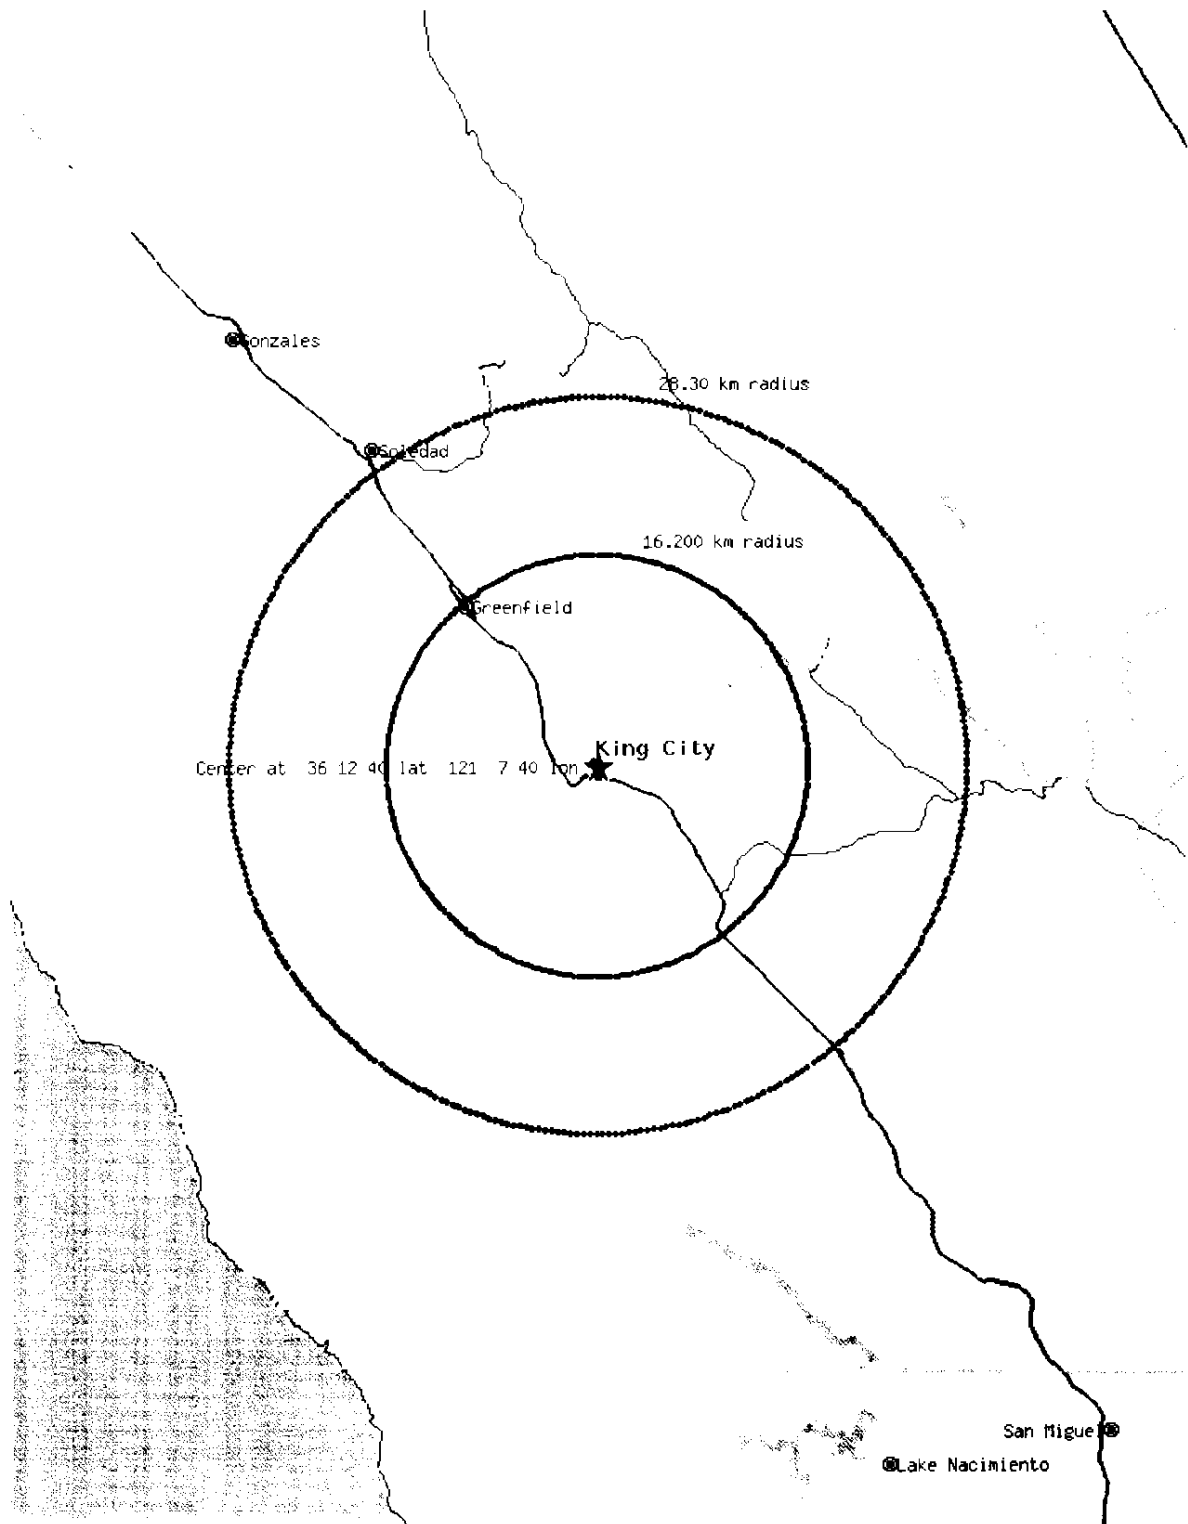 Gonzales
28.30 km radius
Soledad
16.200 km radius
Greenfield
King City
Center at 36 12 40 lat 121 7 40 lon
San Miguel
Lake Nacimiento